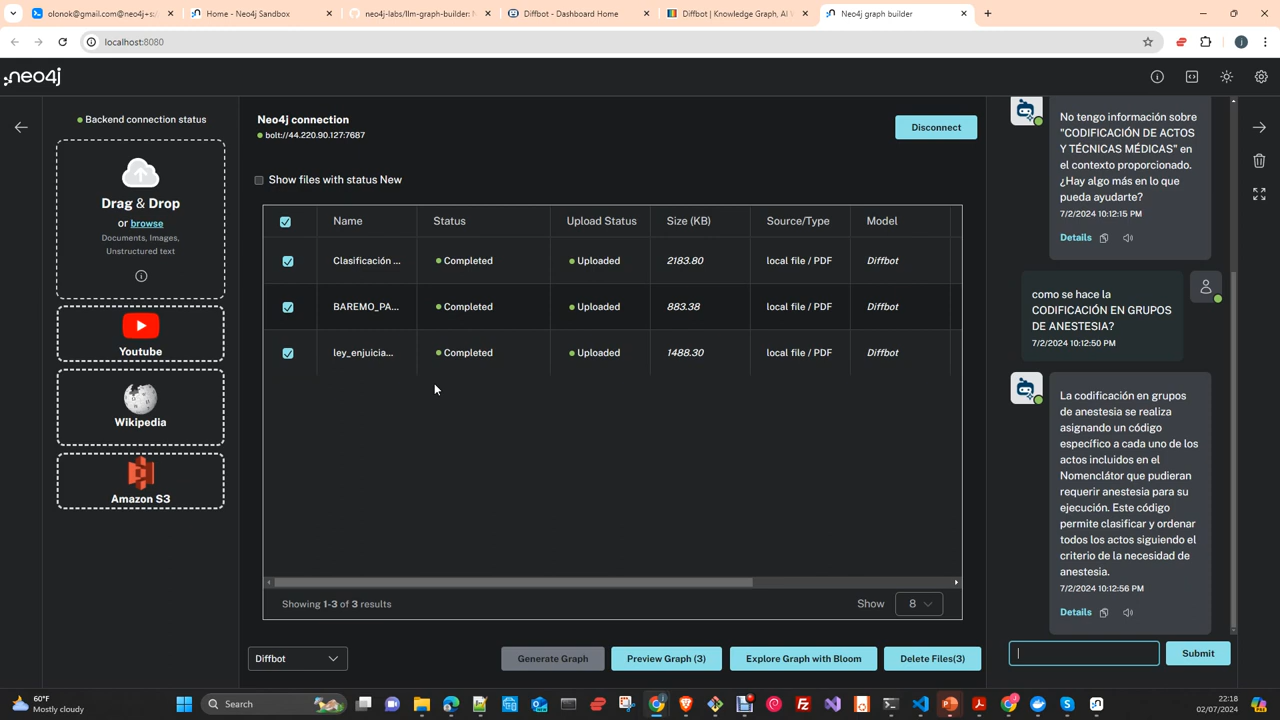 olonok@gmail.com@neo4j+s:/
Home - Neo4j Sandbox
neo4j-labs/llm-graph-builder: N
Diffbot - Dashboard Home
Diffbot | Knowledge Graph, AI V
Neo4j graph builder
localhost:8080
neo4j
Backend connection status
Drag & Drop
or browse
Documents, Images,
Unstructured text
Youtube
Wikipedia
Amazon S3
Neo4j connection
bolt://44.220.90.127:7687
Disconnect
Show files with status New
Name Status Upload Status Size (KB) Source/Type Model
Clasificación ... Completed Uploaded 2183.80 local file / PDF Diffbot
BAREMO_PA... Completed Uploaded 883.38 local file / PDF Diffbot
ley_enjuicia... Completed Uploaded 1488.30 local file / PDF Diffbot
Showing 1-3 of 3 results
Show 8
Diffbot
Generate Graph
Preview Graph (3)
Explore Graph with Bloom
Delete Files(3)
No tengo información sobre
"CODIFICACIÓN DE ACTOS
Y TÉCNICAS MÉDICAS" en
el contexto proporcionado.
¿Hay algo más en lo que
pueda ayudarte?
7/2/2024 10:12:15 PM
Details
como se hace la
CODIFICACIÓN EN GRUPOS
DE ANESTESIA?
7/2/2024 10:12:50 PM
La codificación en grupos
de anestesia se realiza
asignando un código
específico a cada uno de los
actos incluidos en el
Nomenclátor que pudieran
requerir anestesia para su
ejecución. Este código
permite clasificar y ordenar
todos los actos siguiendo el
criterio de la necesidad de
anestesia.
7/2/2024 10:12:56 PM
Details
Submit
60°F
Mostly cloudy
Search
22:18
02/07/2024